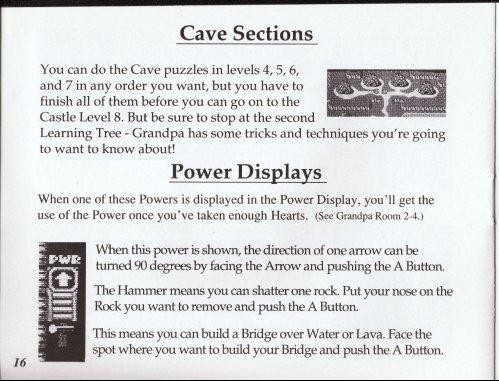 Cave Sections
You can do the Cave puzzles in levels 4, 5, 6,
and 7 in any order you want, but you have to
finish all of them before you can go on to the
Castle Level 8. But be sure to stop at the second
Learning Tree - Grandpa has some tricks and techniques you're going
to want to know about!
Power Displays
When one of these Powers is displayed in the Power Display, you'll get the
use of the Power once you've taken enough Hearts. (See Grandpa Room 2-4.)
PWR
When this power is shown, the direction of one arrow can be
turned 90 degrees by facing the Arrow and pushing the A Button.
The Hammer means you can shatter one rock. Put your nose on the
Rock you want to remove and push the A Button.
This means you can build a Bridge over Water or Lava. Face the
spot where you want to build your Bridge and push the A Button.
16